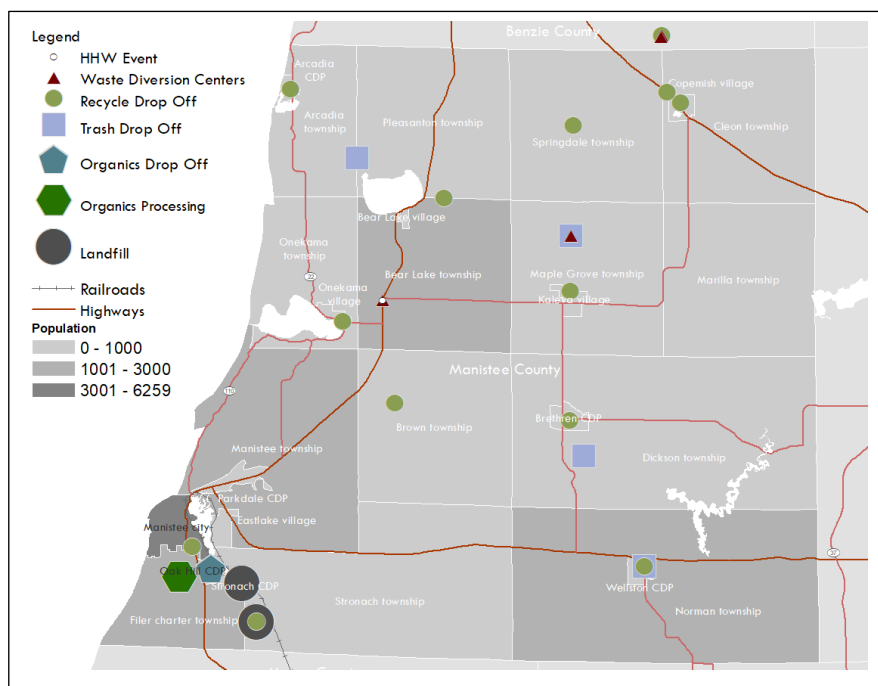 Legend
HHW Event
Waste Diversion Centers
Recycle Drop Off
Trash Drop Off
Organics Drop Off
Organics Processing
Landfill
Railroads
Highways
Population
0 - 1000
1001 - 3000
3001 - 6259
Benzie County
Arcadia
CDP
Arcadia
township
Pleasanton township
Springdale township
Copemish village
Cleon township
Bear Lake village
Onekama
township
22
Bear Lake township
Maple Grove township
Kaleva village
Marilla township
Onekama
village
Manistee County
110
Brown township
Brethren CDP
Dickson township
Manistee township
Parkdale CDP
Eastlake village
Manistee city
37
Oak Hill CDP
Stronach CDP
Wellston CDP
Stronach township
Norman township
Filer charter township